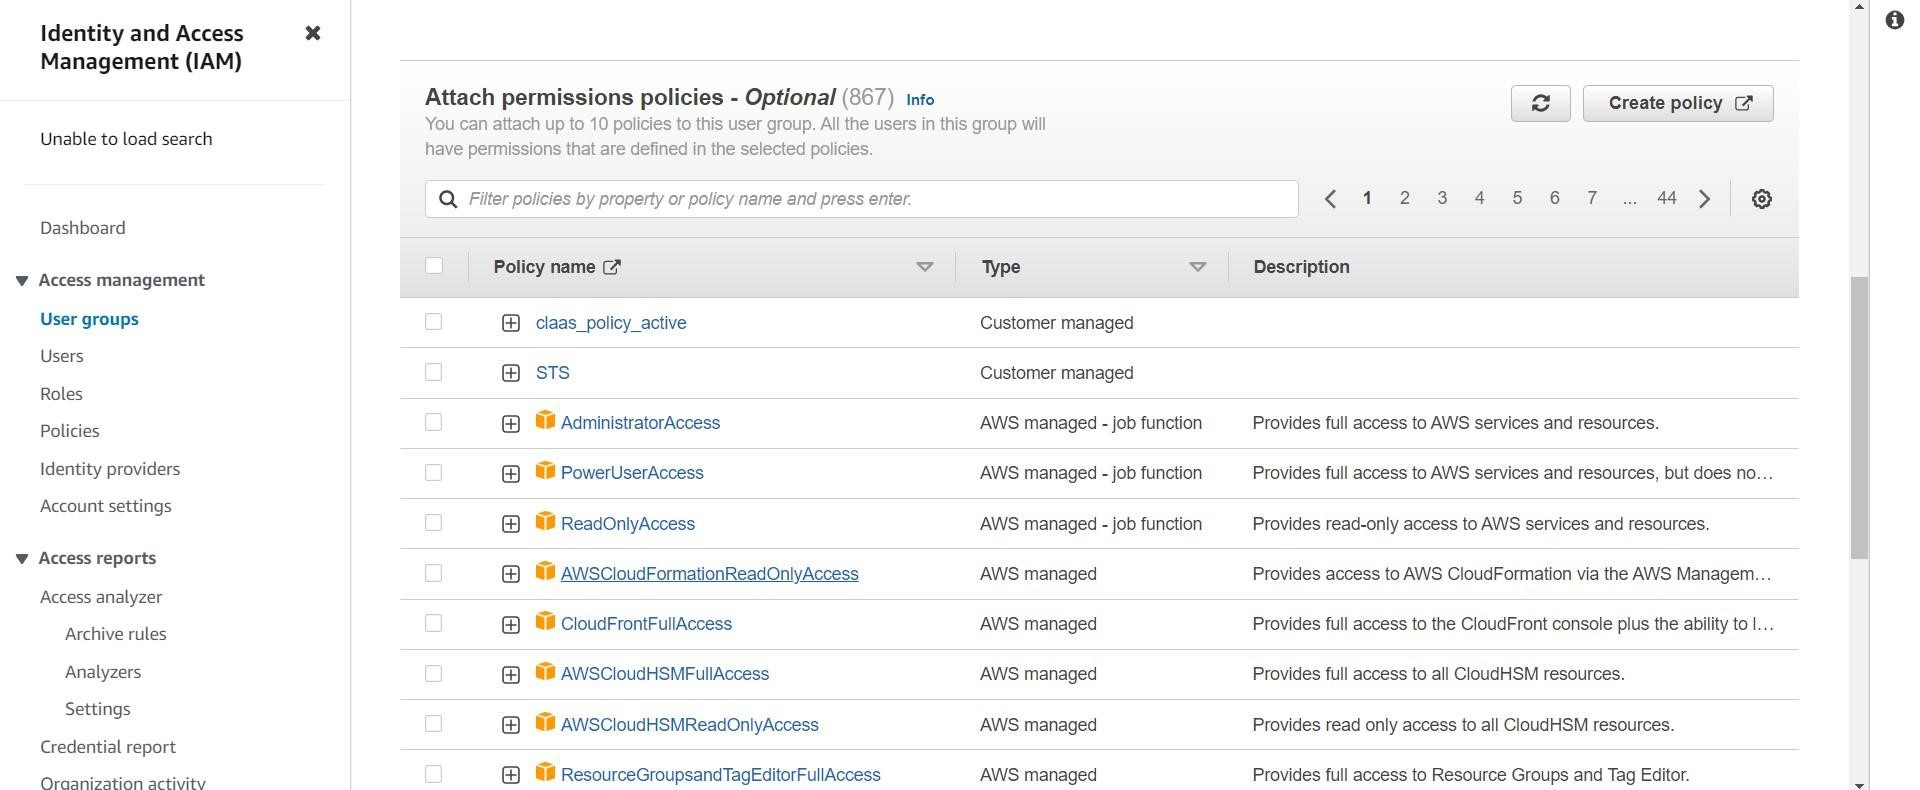 Identity and Access
Management (IAM)
Unable to load search
Dashboard
Access management
User groups
Users
Roles
Policies
Identity providers
Account settings
Access reports
Access analyzer
Archive rules
Analyzers
Settings
Credential report
Organization activity
Attach permissions policies - Optional (867) Info
You can attach up to 10 policies to this user group. All the users in this group will
have permissions that are defined in the selected policies.
Create policy
Filter policies by property or policy name and press enter.
1 2 3 4 5 6 7 ... 44
Policy name Type Description
claas_policy_active Customer managed
STS Customer managed
AdministratorAccess AWS managed - job function Provides full access to AWS services and resources.
PowerUserAccess AWS managed - job function Provides full access to AWS services and resources, but does no...
ReadOnlyAccess AWS managed - job function Provides read-only access to AWS services and resources.
AWSCloudFormationReadOnlyAccess AWS managed Provides access to AWS CloudFormation via the AWS Managem...
CloudFrontFullAccess AWS managed Provides full access to the CloudFront console plus the ability to l...
AWSCloudHSMFullAccess AWS managed Provides full access to all CloudHSM resources.
AWSCloudHSMReadOnlyAccess AWS managed Provides read only access to all CloudHSM resources.
ResourceGroupsandTagEditorFullAccess AWS managed Provides full access to Resource Groups and Tag Editor.